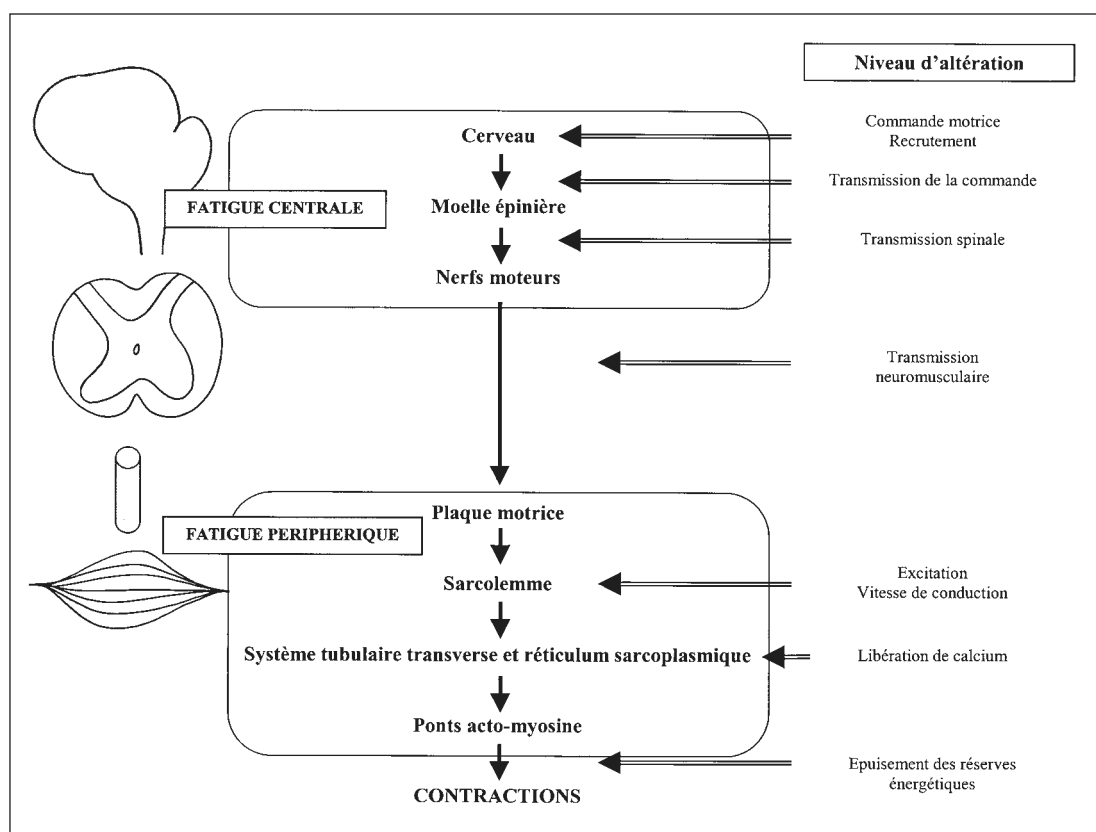 Niveau d'altération
Commande motrice
Recrutement
Cerveau
Transmission de la commande
FATIGUE CENTRALE
Moelle épinière
Transmission spinale
Nerfs moteurs
Transmission
neuromusculaire
Plaque motrice
FATIGUE PERIPHERIQUE
Sarcolemme
Excitation
Vitesse de conduction
Système tubulaire transverse et réticulum sarcoplasmique
Libération de calcium
Ponts acto-myosine
Epuisement des réserves
énergétiques
CONTRACTIONS